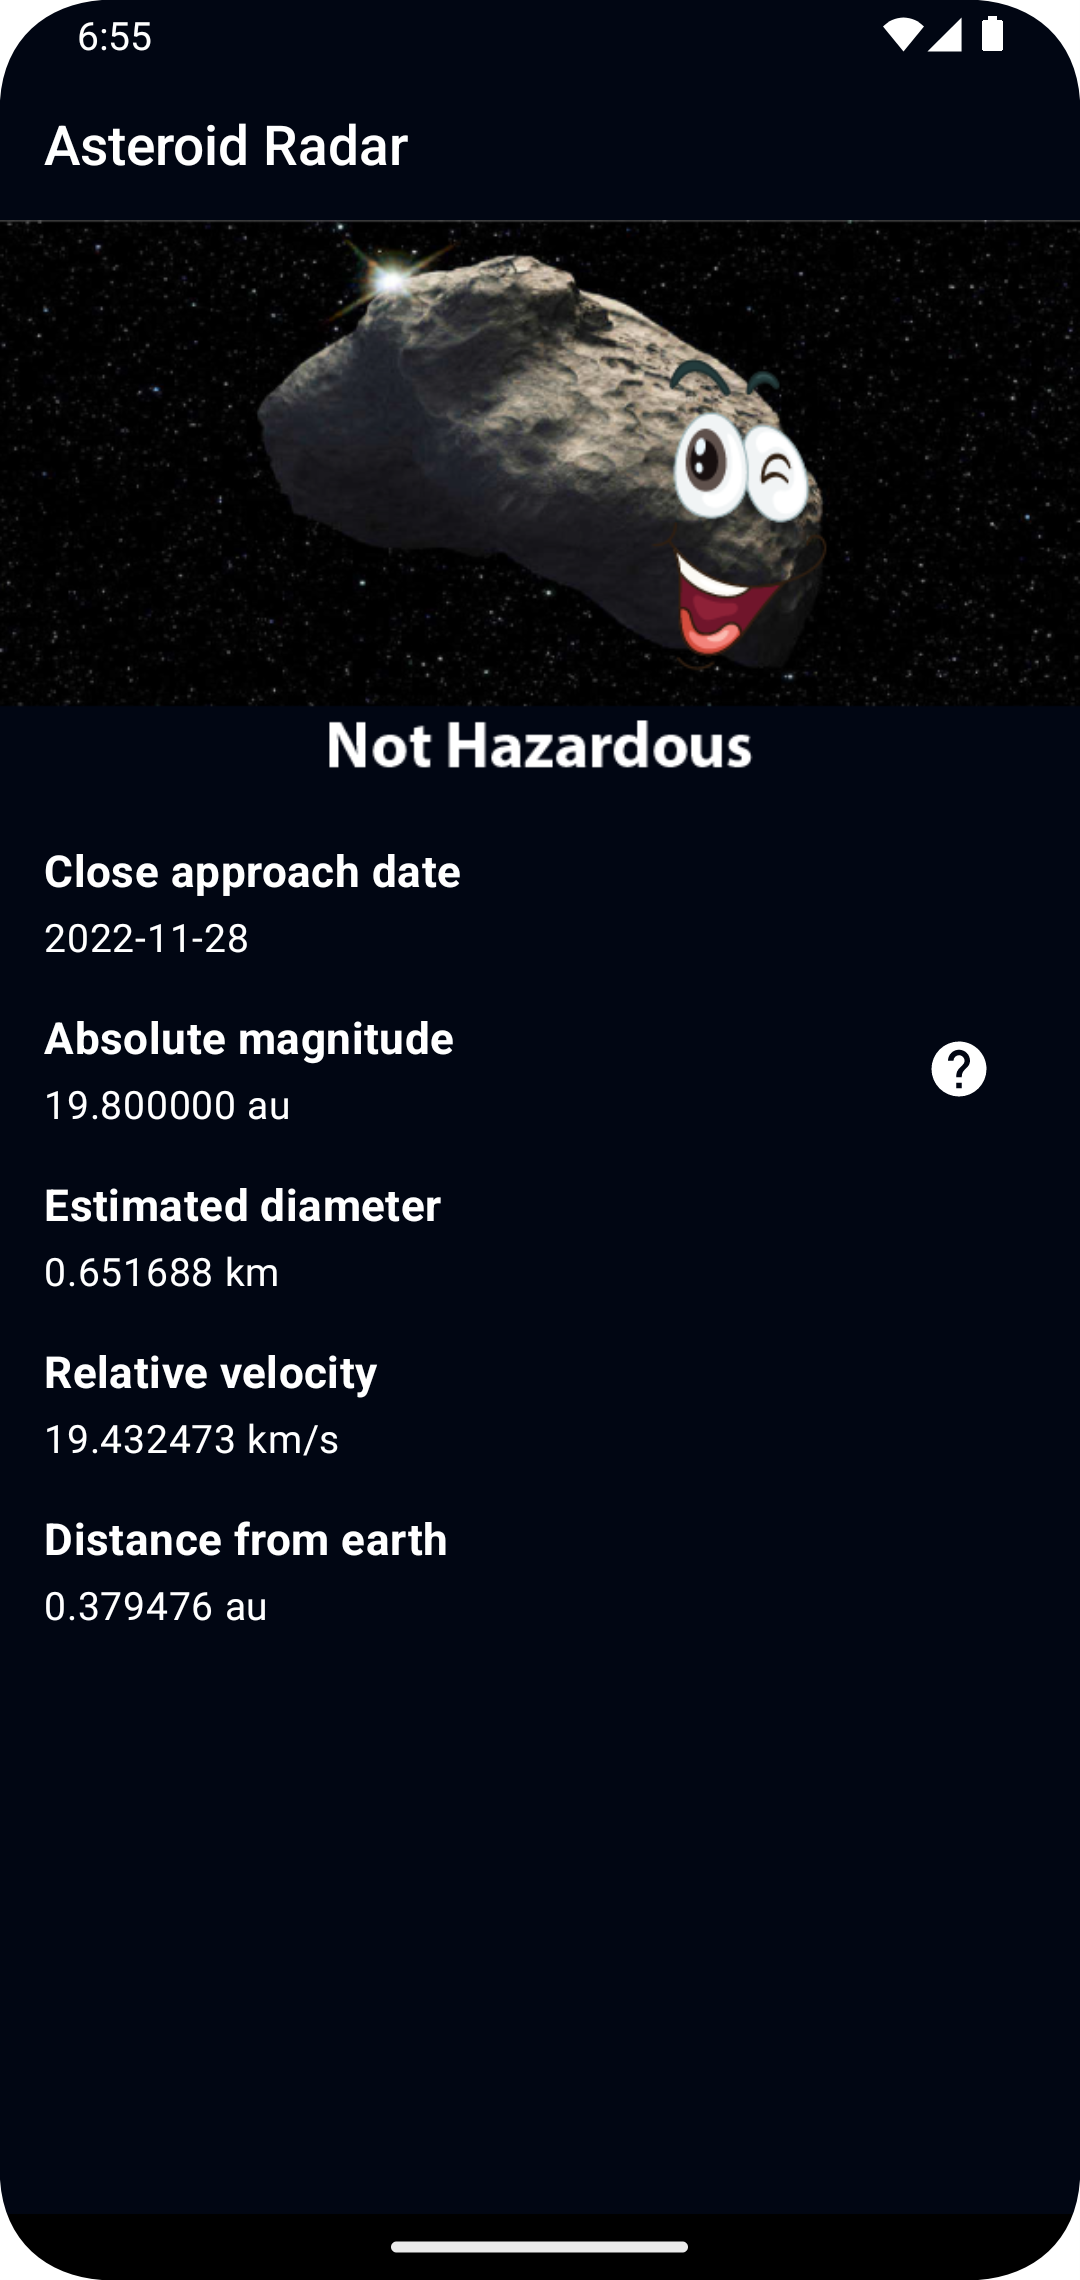 6:55
Asteroid Radar
Not Hazardous
Close approach date
2022-11-28
Absolute magnitude
19.800000 au
?
Estimated diameter
0.651688 km
Relative velocity
19.432473 km/s
Distance from earth
0.379476 au